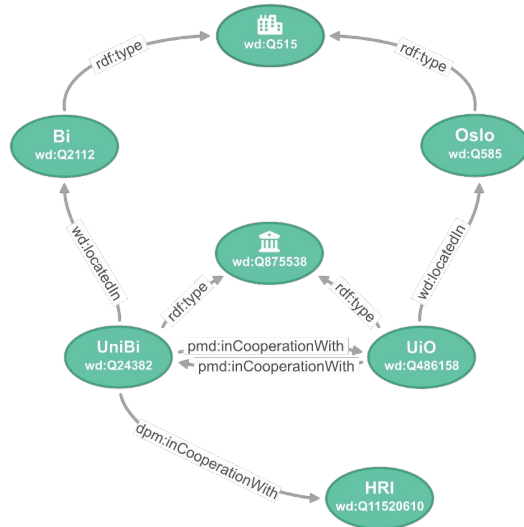 wd:Q515
rdf:type
rdf:type
Bi
wd:Q2112
Oslo
wd:Q585
wd:Q875538
wd:locatedIn
wd:locatedIn
rdf:type
rdf:type
UniBi
wd:Q24382
pmd:inCooperationWith
pmd:inCooperationWith
UiO
wd:Q486158
dpm:inCooperationWith
HRI
wd:Q11520610